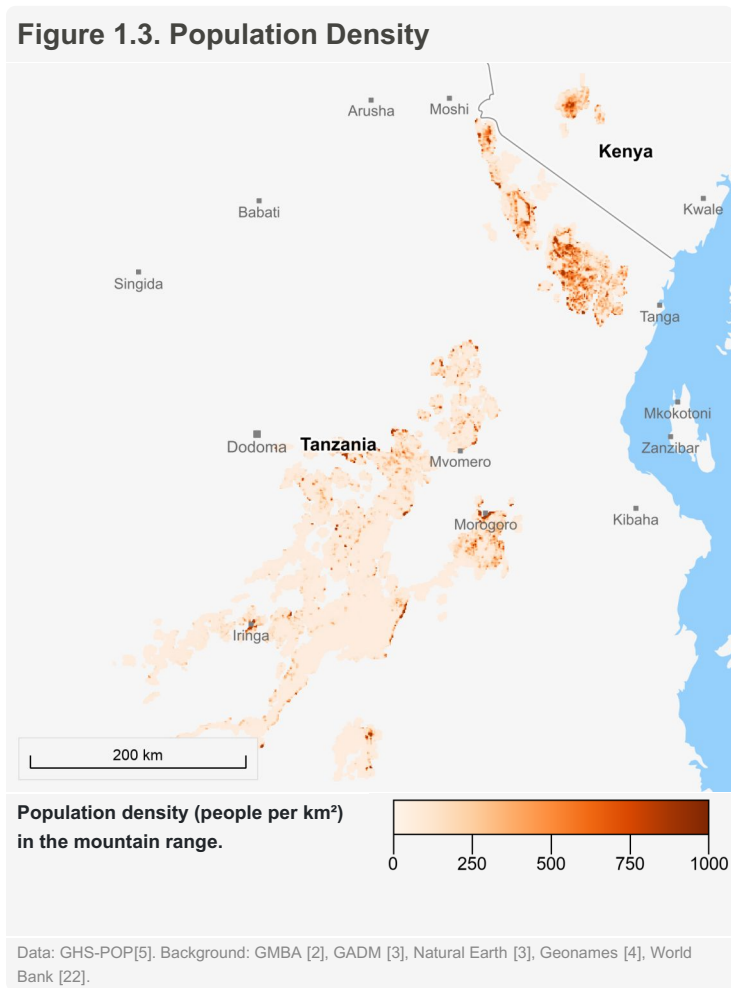 Figure 1.3. Population Density
Arusha
Moshi
Kenya
Babati
Kwale
Singida
Tanga
Mkokotoni
Dodoma
Tanzania
Zanzibar
Mvomero
Morogoro
Kibaha
Iringa
200 km
Population density (people per km²)
in the mountain range.
0 250 500 750 1000
Data: GHS-POP[5]. Background: GMBA [2], GADM [3], Natural Earth [3], Geonames [4], World
Bank [22].